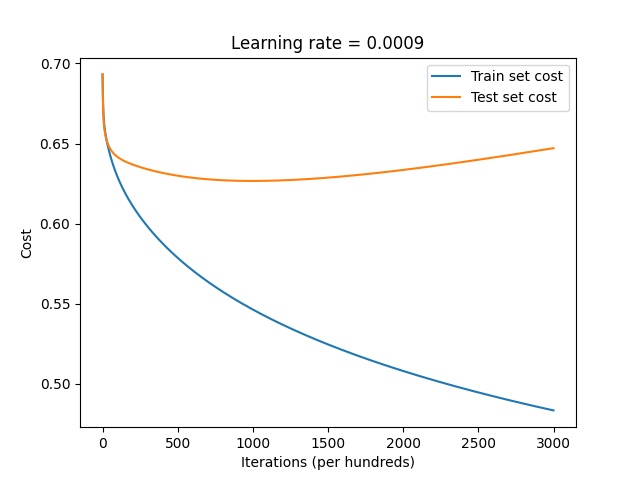 Learning rate = 0.0009
Train set cost
Test set cost
0.70
0.65
0.60
0.55
0.50
Cost
0 500 1000 1500 2000 2500 3000
Iterations (per hundreds)